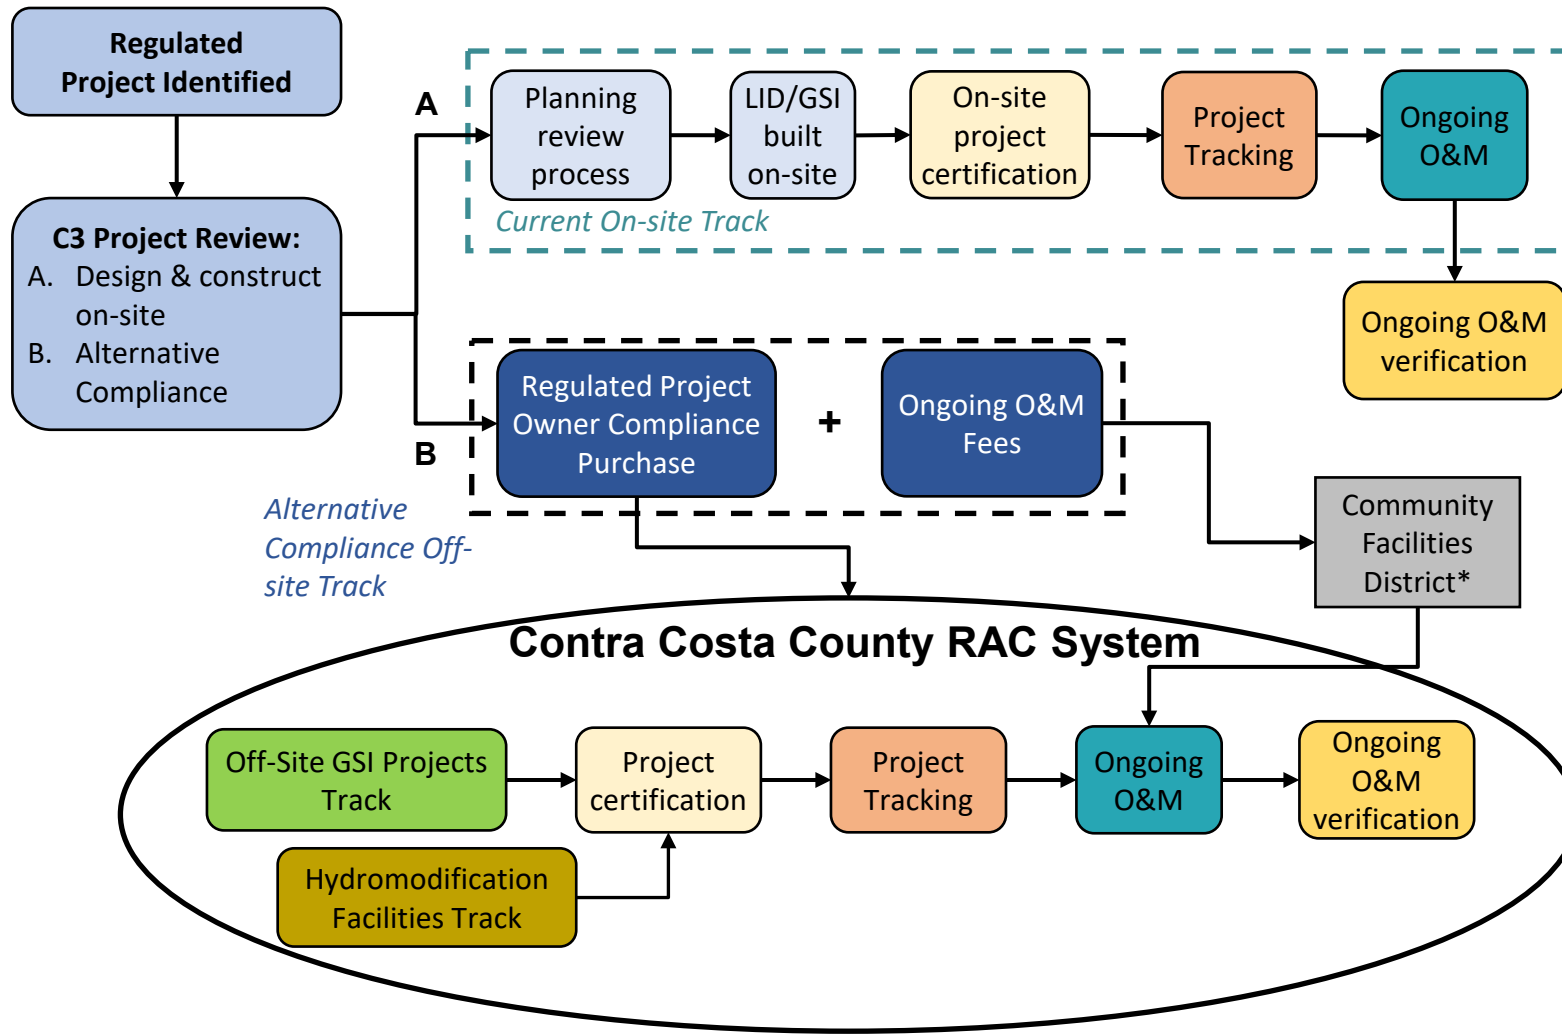 Regulated
Project Identified
C3 Project Review:
A. Design & construct
on-site
B. Alternative
Compliance
A
Planning
review
process
LID/GSI
built
on-site
On-site
project
certification
Project
Tracking
Ongoing
O&M
Current On-site Track
Ongoing O&M
verification
B
Regulated Project
Owner Compliance
Purchase
+
Ongoing O&M
Fees
Alternative
Compliance Off-
site Track
Community
Facilities
District*
Contra Costa County RAC System
Off-Site GSI Projects
Track
Project
certification
Project
Tracking
Ongoing
O&M
Ongoing
O&M
verification
Hydromodification
Facilities Track